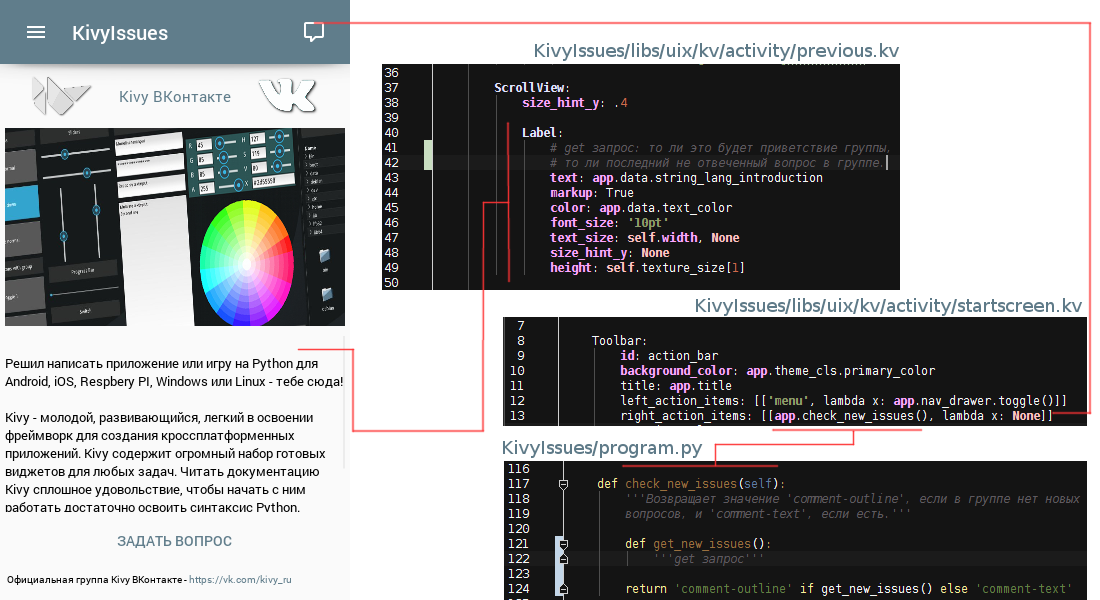 KivyIssues
Kivy ВКонтакте
Решил написать приложение или игру на Python для
Android, iOS, Respbery PI, Windows или Linux - тебе сюда!
Kivy - молодой, развивающийся, легкий в освоении
фреймворк для создания кроссплатформенных
приложений. Kivy содержит огромный набор готовых
виджетов для любых задач. Читать документацию
Kivy сплошное удовольствие, чтобы начать с ним
работать достаточно освоить синтаксис Python.
ЗАДАТЬ ВОПРОС
Официальная группа Kivy ВКонтакте - https://vk.com/kivy_ru
KivyIssues/libs/uix/kv/activity/previous.kv
36
37 ScrollView:
38 size_hint_y: .4
39
40 Label:
41 # get запрос: то ли это будет приветствие группы,
42 # то ли последний не отвеченный вопрос в группе.
43 text: app.data.string_lang_introduction
44 markup: True
45 color: app.data.text_color
46 font_size: '10pt'
47 text_size: self.width, None
48 size_hint_y: None
49 height: self.texture_size[1]
50
KivyIssues/libs/uix/kv/activity/startscreen.kv
7
8 Toolbar:
9 id: action_bar
10 background_color: app.theme_cls.primary_color
11 title: app.title
12 left_action_items: [['menu', lambda x: app.nav_drawer.toggle()]]
13 right_action_items: [[app.check_new_issues(), lambda x: None]]
KivyIssues/program.py
116
117 def check_new_issues(self):
118 '''Возвращает значение 'comment-outline', если в группе нет новых
119 вопросов, и 'comment-text', если есть.'''
120
121 def get_new_issues():
122 '''get запрос'''
123
124 return 'comment-outline' if get_new_issues() else 'comment-text'